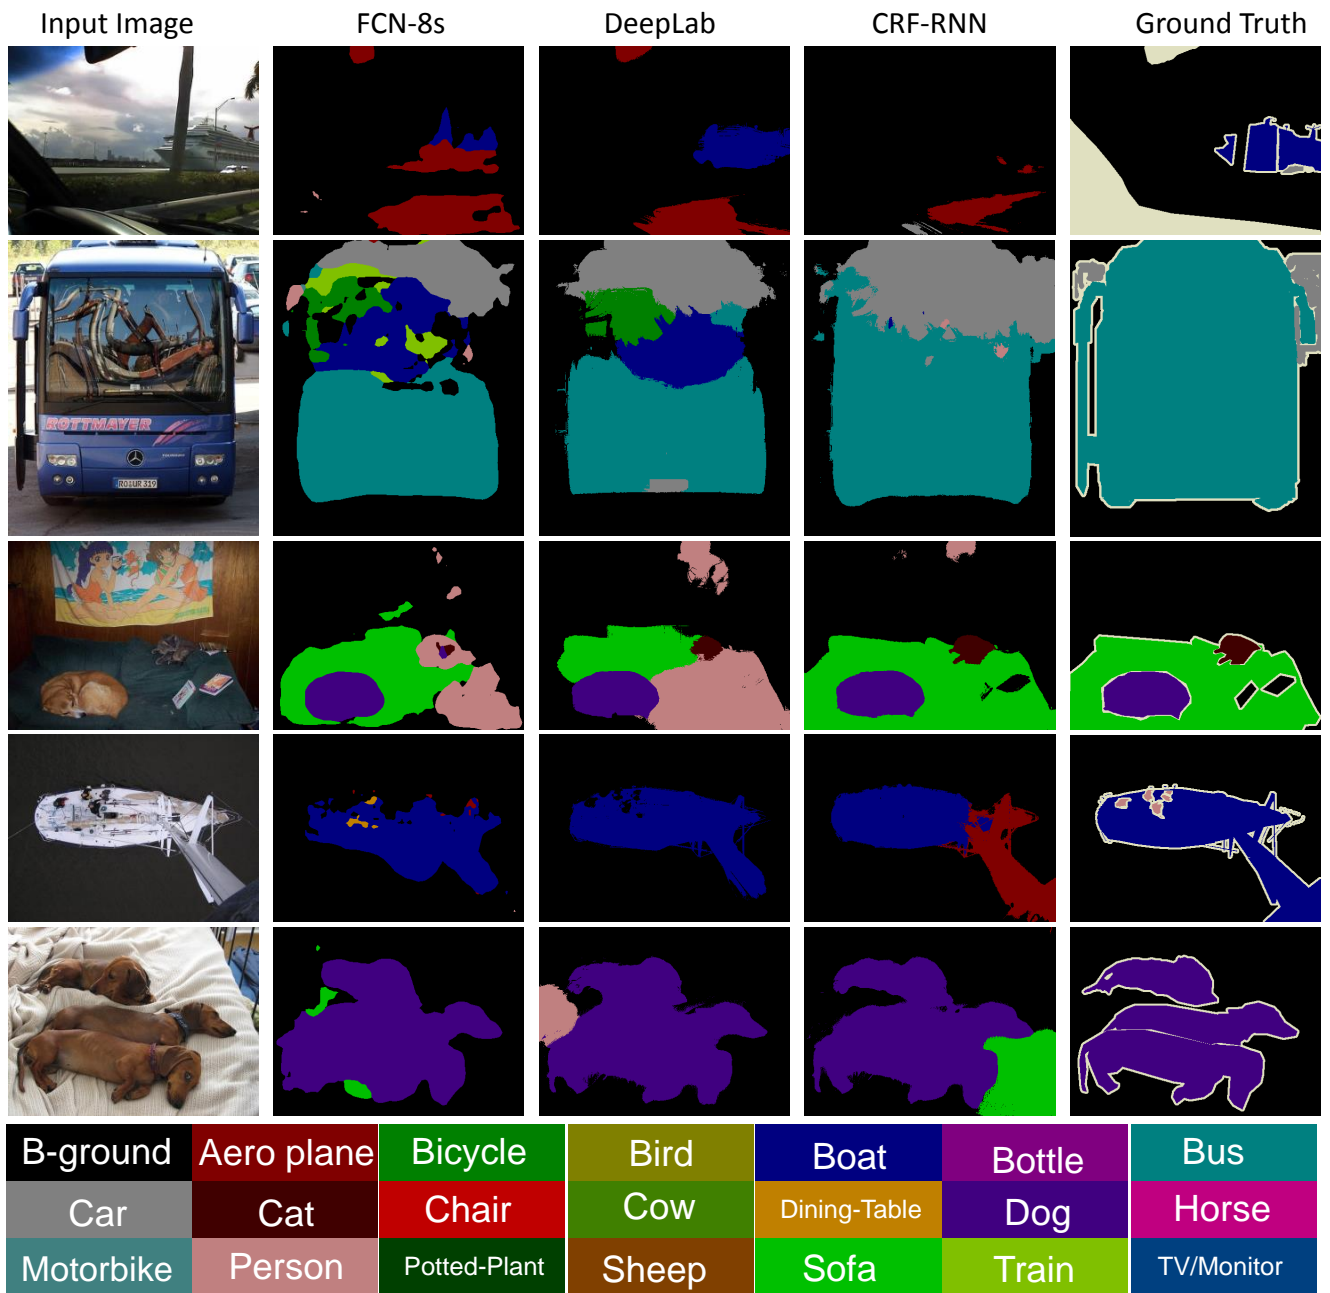 Input Image FCN-8s DeepLab CRF-RNN Ground Truth
ROTTMAYER
B-ground Aero plane Bicycle Bird Boat Bottle Bus
Car Cat Chair Cow Dining-Table Dog Horse
Motorbike Person Potted-Plant Sheep Sofa Train TV/Monitor